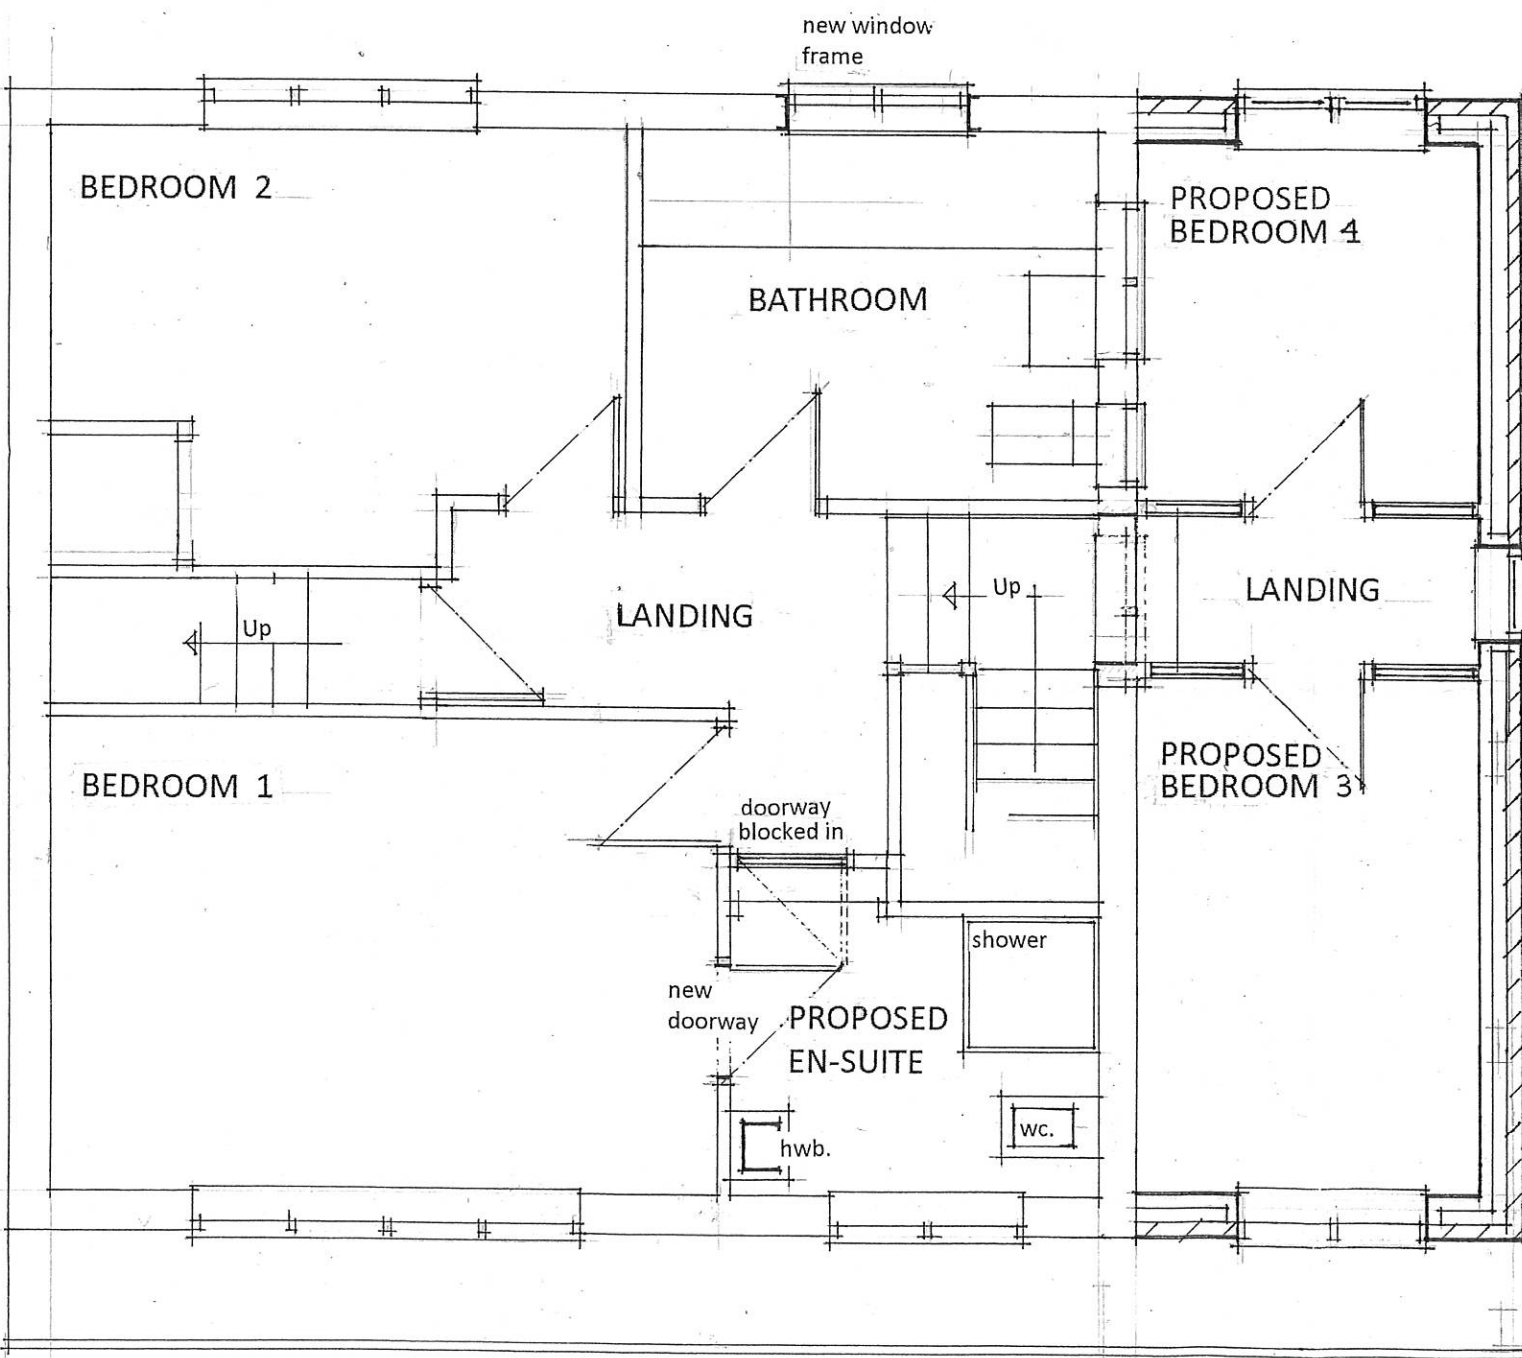 new window
frame
BEDROOM 2
PROPOSED
BEDROOM 4
BATHROOM
Up
LANDING
LANDING
Up
BEDROOM 1
PROPOSED
BEDROOM 3
doorway
blocked in
shower
new
doorway
PROPOSED
EN-SUITE
wc.
hwb.